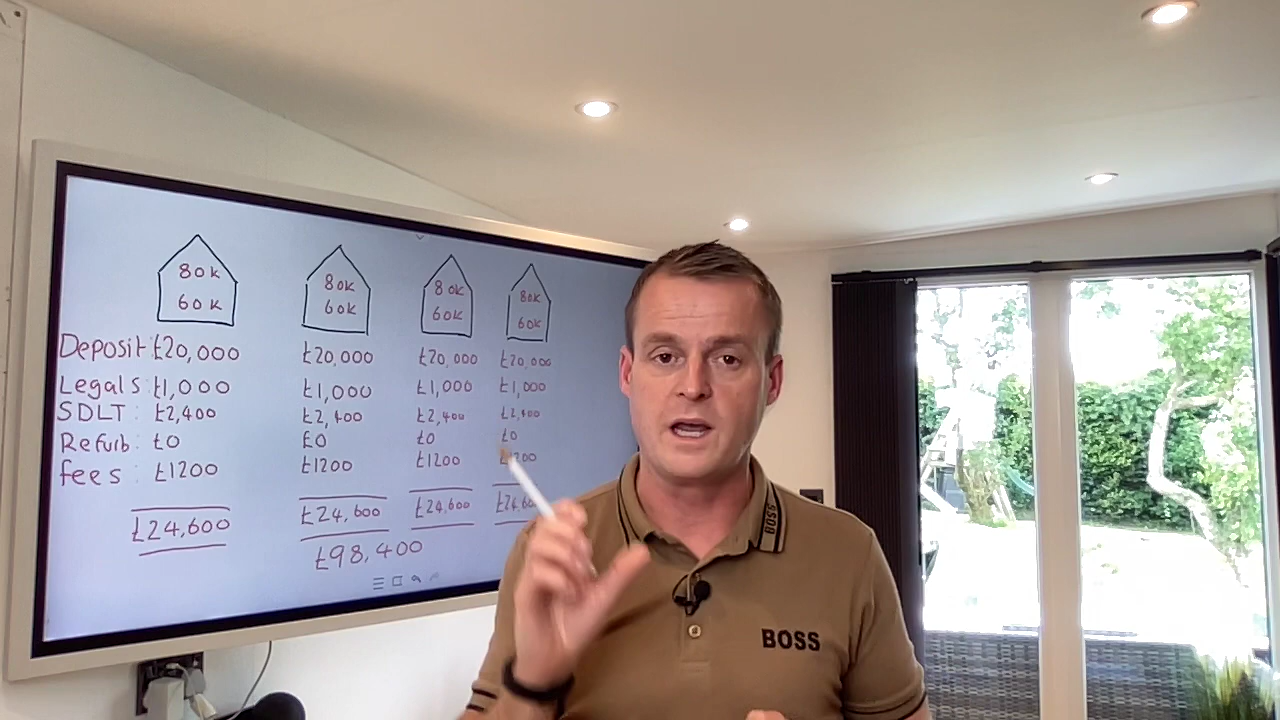 80K 80K 80K 80K
60K 60K 60K 60K
Deposit: £20,000 £20,000 £20,000 £20,000
Legals: £1,000 £1,000 £1,000 £1,000
SDLT: £2,400 £2,400 £2,400 £2,400
Refurb: £0 £0 £0 £0
fees: £1200 £1200 £1200
£24,600 £24,600 £24,600
£98,400
BOSS
BOSS